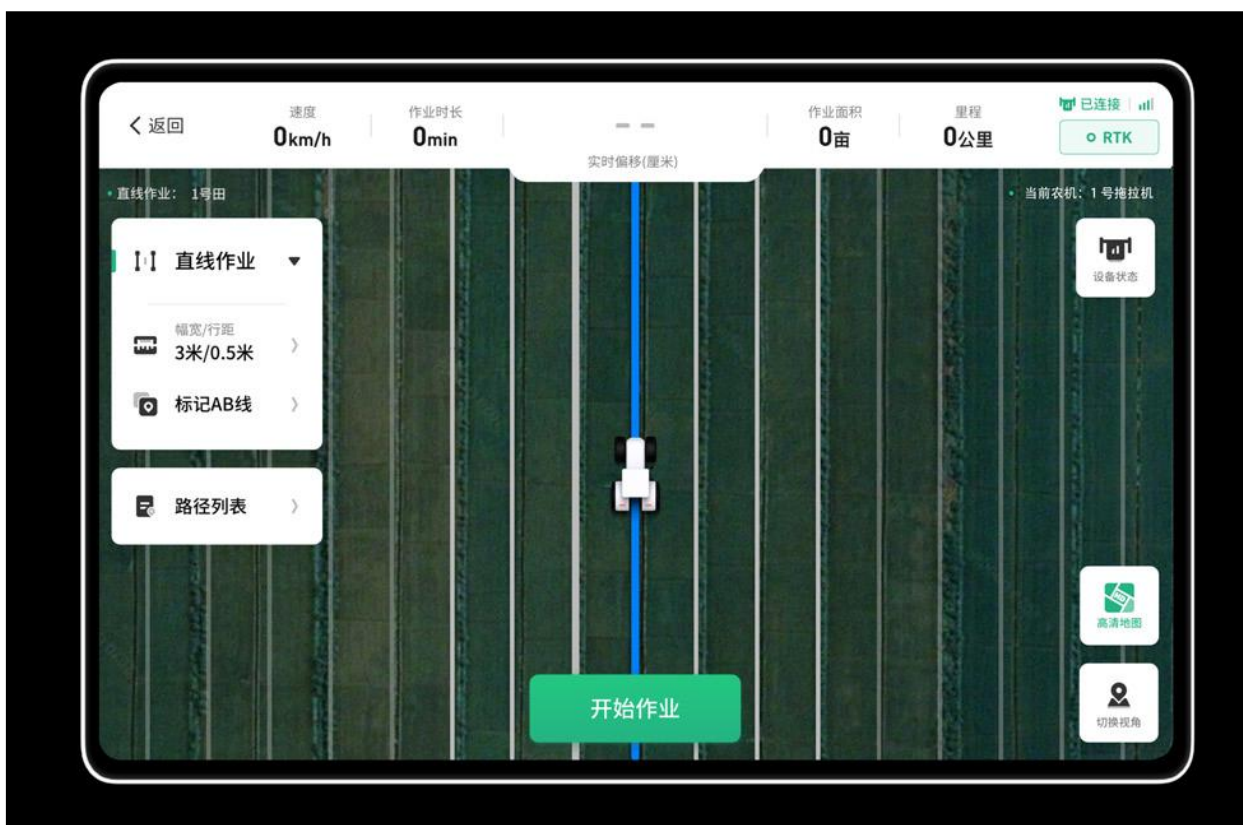 返回
速度
0km/h
作业时长
0min
– –
实时偏移(厘米)
作业面积
0亩
里程
0公里
已连接
RTK
直线作业： 1号田
当前农机：1号拖拉机
直线作业
幅宽/行距
3米/0.5米
标记AB线
路径列表
设备状态
HD
高清地图
切换视角
开始作业